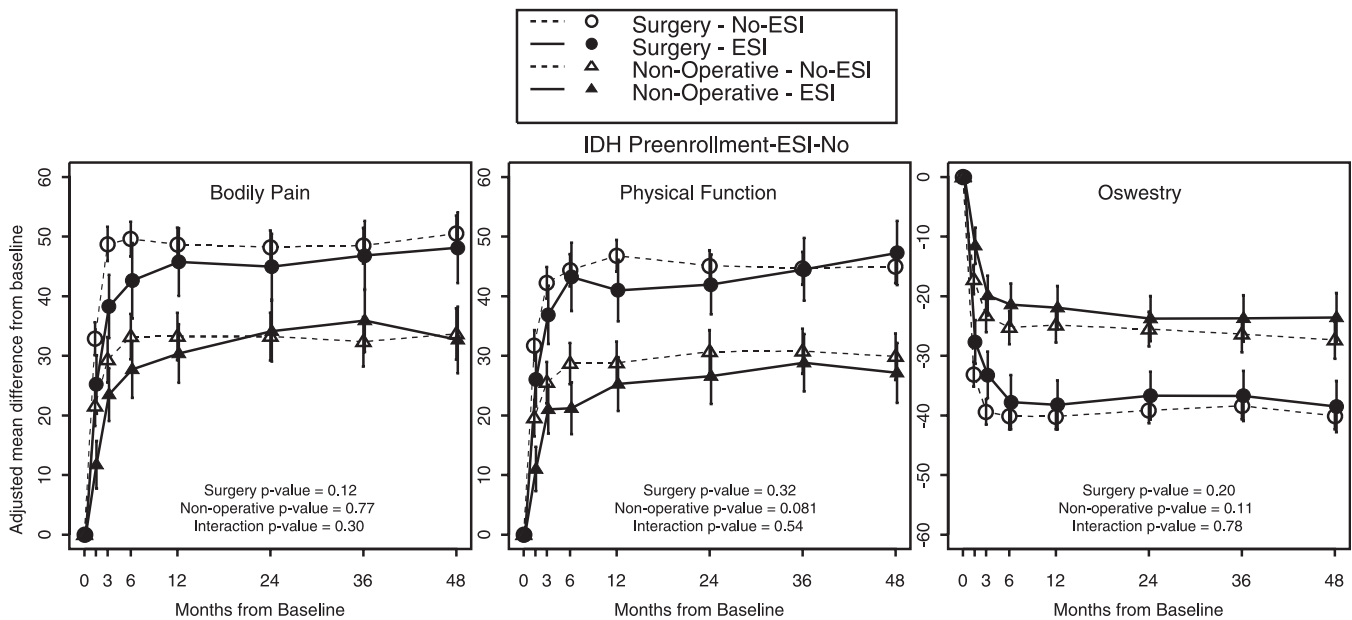 Surgery - No-ESI
Surgery - ESI
Non-Operative - No-ESI
Non-Operative - ESI
IDH Preenrollment-ESI-No
Adjusted mean difference from baseline
Bodily Pain
60
50
40
30
20
10
0
Surgery p-value = 0.12
Non-operative p-value = 0.77
Interaction p-value = 0.30
0 3 6 12 24 36 48
Months from Baseline
Physical Function
60
50
40
30
20
10
0
Surgery p-value = 0.32
Non-operative p-value = 0.081
Interaction p-value = 0.54
0 3 6 12 24 36 48
Months from Baseline
Oswestry
0
-10
-20
-30
-40
-50
-60
Surgery p-value = 0.20
Non-operative p-value = 0.11
Interaction p-value = 0.78
0 3 6 12 24 36 48
Months from Baseline